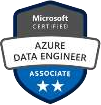 Microsoft
CERTIFIED
AZURE
DATA ENGINEER
ASSOCIATE